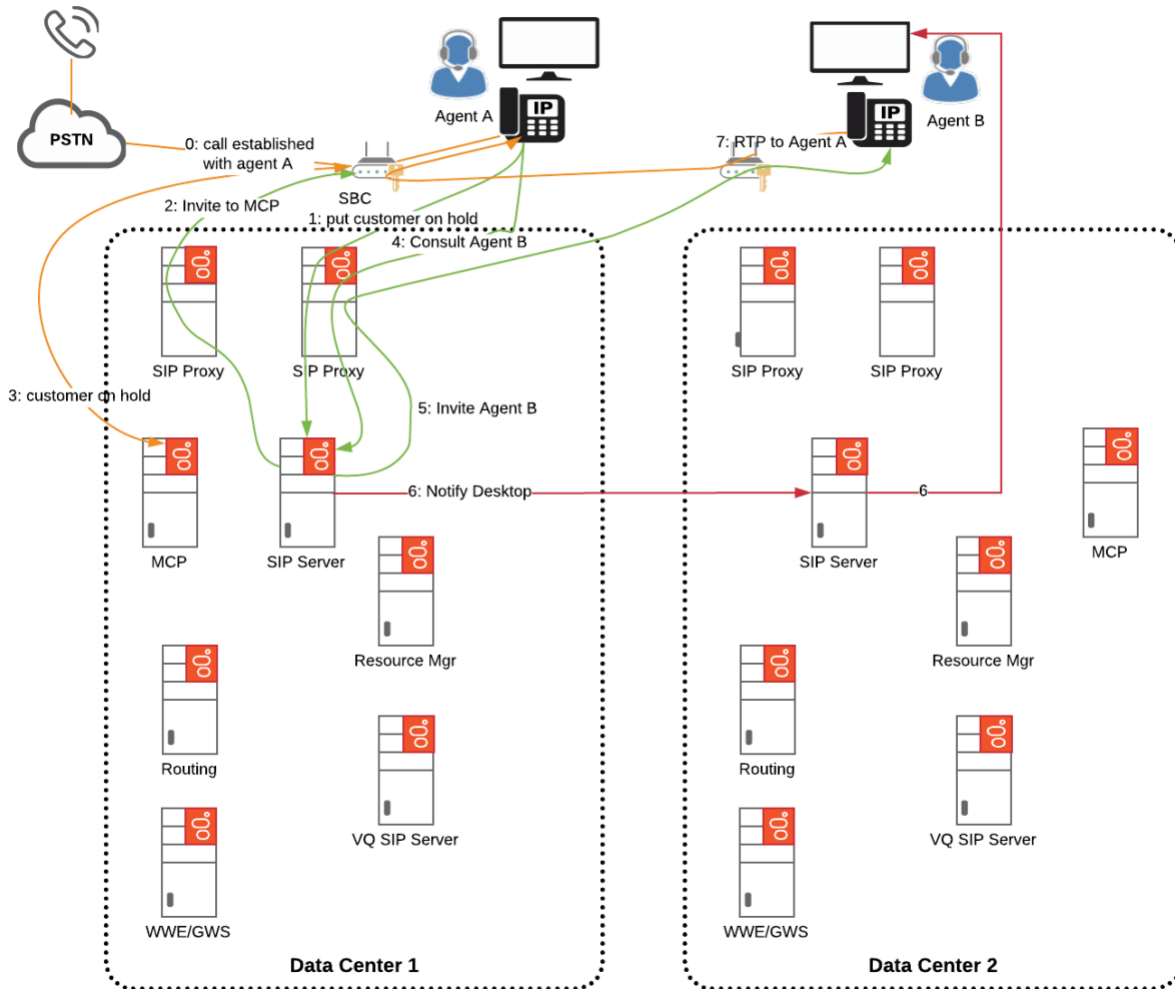 PSTN
IP
Agent A
IP
Agent B
0: call established
with agent A
7: RTP to Agent A
SBC
2: Invite to MCP
1: put customer on hold
4: Consult Agent B
SIP Proxy
SIP Proxy
SIP Proxy
SIP Proxy
3: customer on hold
5: Invite Agent B
6: Notify Desktop
6
MCP
SIP Server
SIP Server
MCP
Resource Mgr
Resource Mgr
Routing
Routing
VQ SIP Server
VQ SIP Server
WWE/GWS
WWE/GWS
Data Center 1
Data Center 2